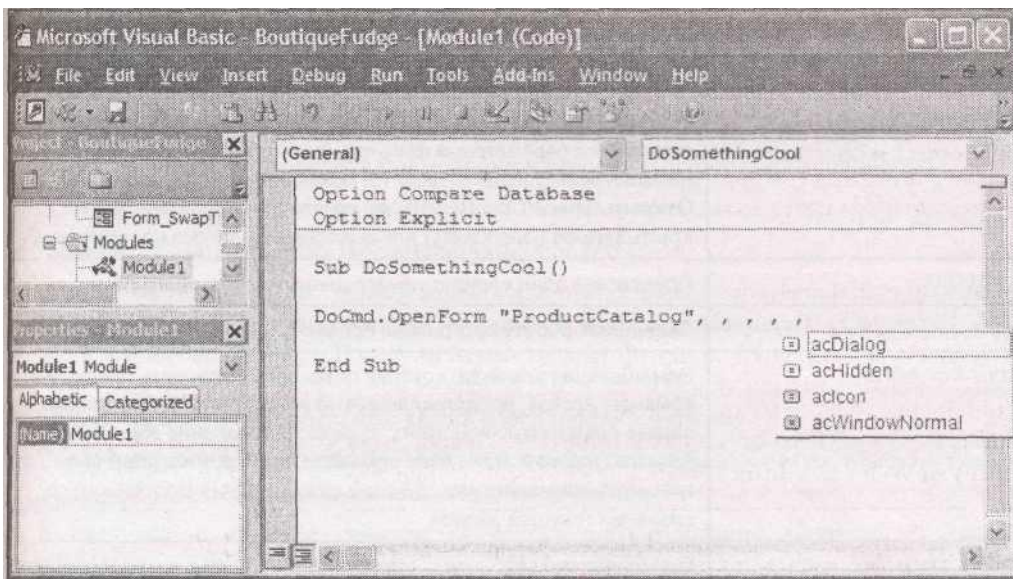 Microsoft Visual Basic - BoutiqueFudge - [Module1 (Code)]
File Edit View Insert Debug Run Tools Add-Ins Window Help
Project - BoutiqueFudge
(General)
DoSomethingCool
Form_SwapT
Modules
Module1
Properties - Module1
Module1 Module
Alphabetic Categorized
(Name) Module1
Option Compare Database
Option Explicit
Sub DoSomethingCool()
DoCmd.OpenForm "ProductCatalog", , , , ,
acDialog
acHidden
acIcon
acWindowNormal
End Sub